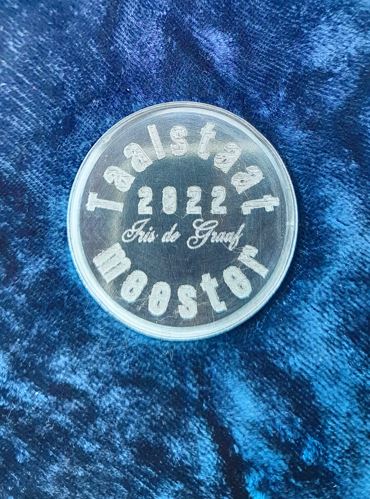 Taalstaat
2022
Iris de Graaf
meester